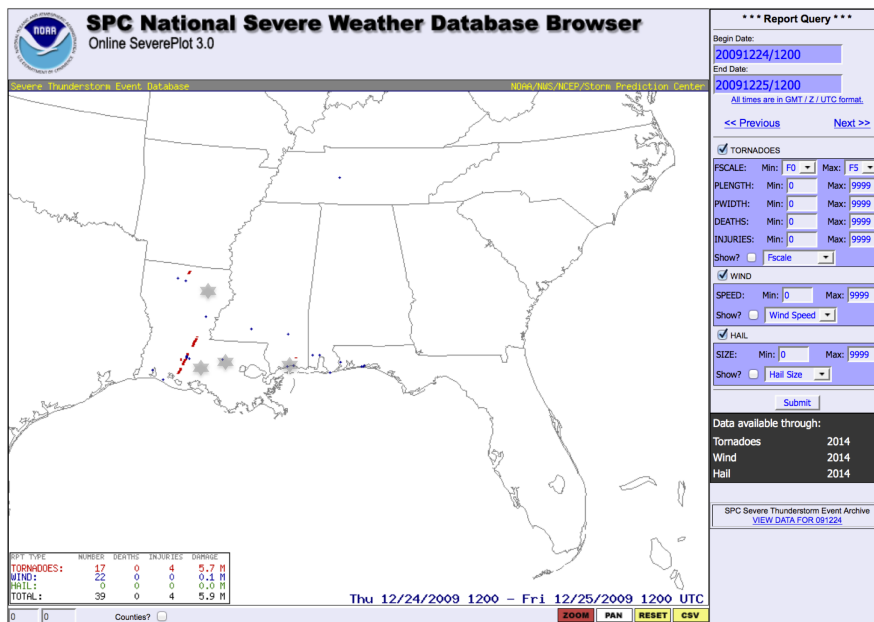 NOAA
SPC National Severe Weather Database Browser
Online SeverePlot 3.0
Severe Thunderstorm Event Database
NOAA/NWS/NCEP/Storm Prediction Center
RPT TYPE NUMBER DEATHS INJURIES DAMAGE
TORNADOES: 17 0 4 5.7 M
WIND: 22 0 0 0.1 M
HAIL: 0 0 0 0.0 M
TOTAL: 39 0 4 5.9 M
Thu 12/24/2009 1200 – Fri 12/25/2009 1200 UTC
0 0 Counties?
ZOOM PAN RESET CSV
* * * Report Query * * *
Begin Date:
20091224/1200
End Date:
20091225/1200
All times are in GMT / Z / UTC format.
<< Previous Next >>
TORNADOES
FSCALE: Min: F0 Max: F5
PLENGTH: Min: 0 Max: 9999
PWIDTH: Min: 0 Max: 9999
DEATHS: Min: 0 Max: 9999
INJURIES: Min: 0 Max: 9999
Show? Fscale
WIND
SPEED: Min: 0 Max: 9999
Show? Wind Speed
HAIL
SIZE: Min: 0 Max: 9999
Show? Hail Size
Submit
Data available through:
Tornadoes 2014
Wind 2014
Hail 2014
SPC Severe Thunderstorm Event Archive
VIEW DATA FOR 091224